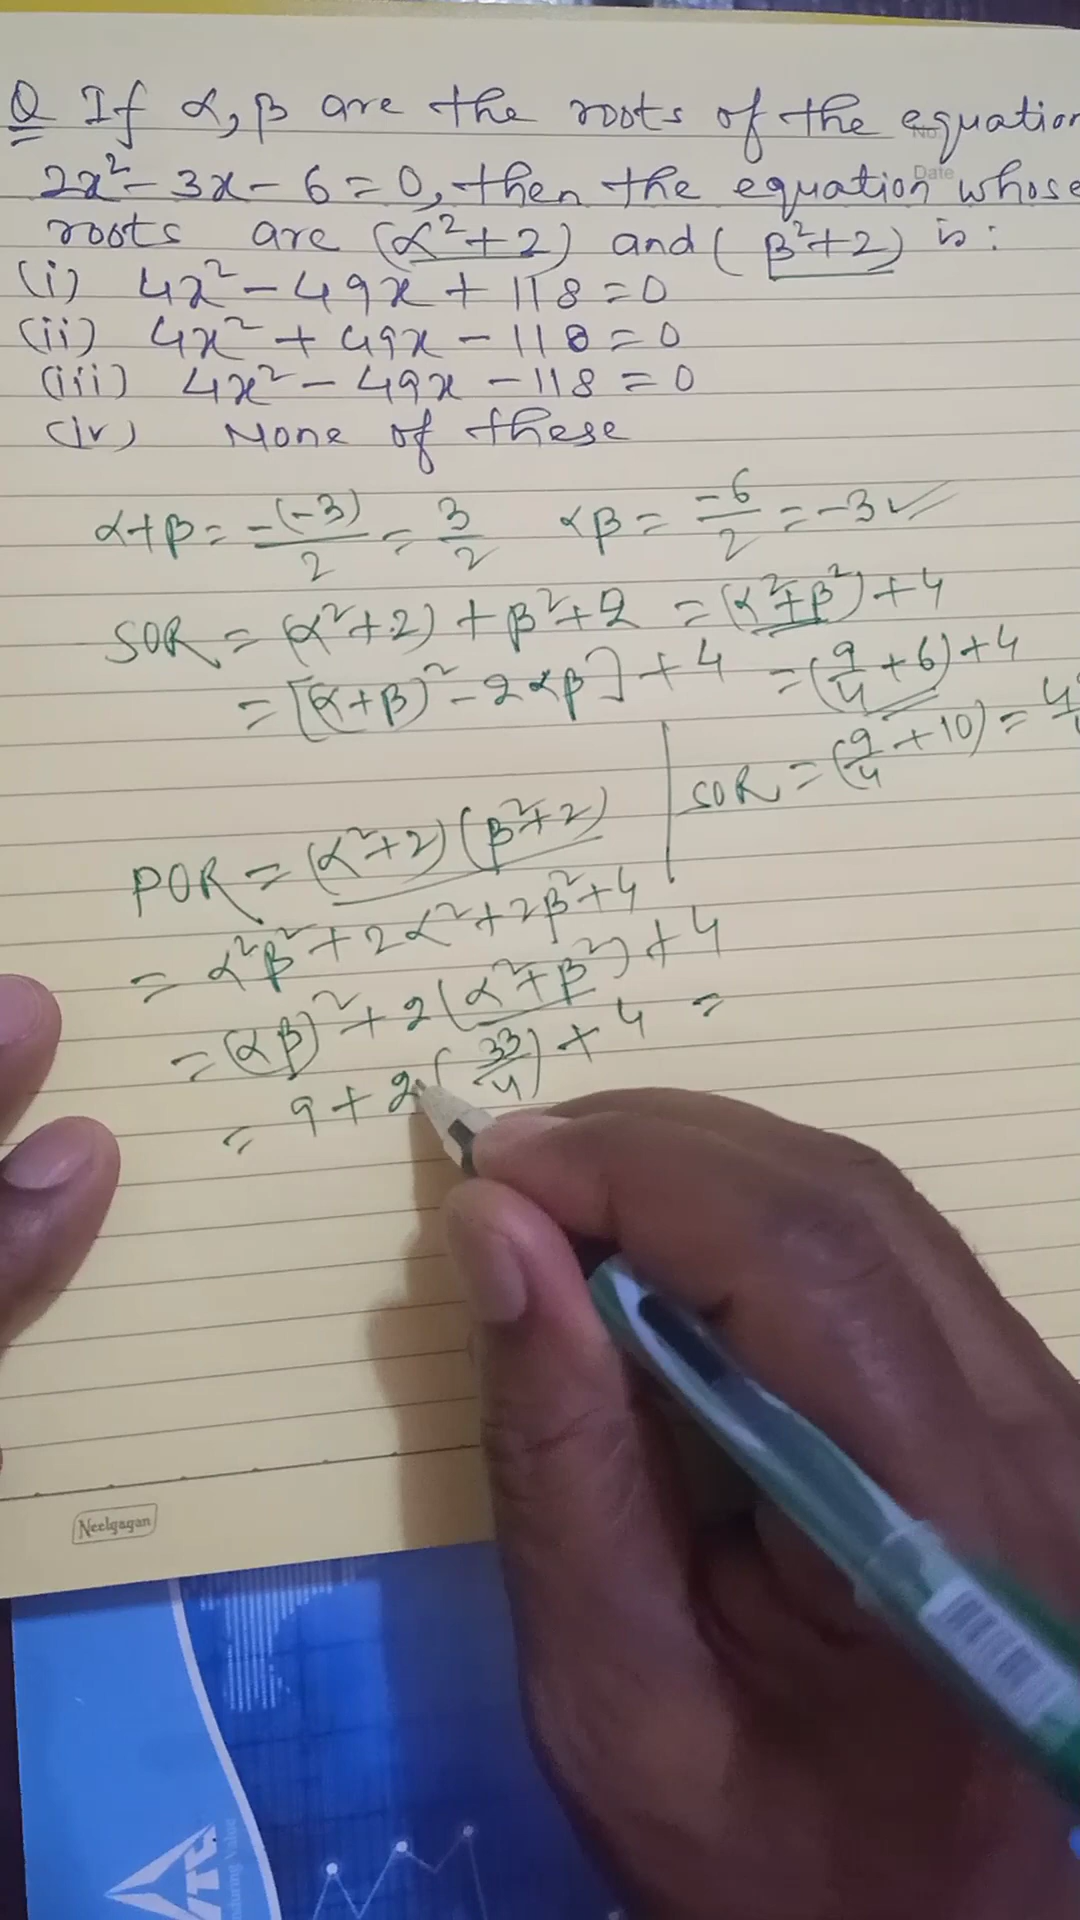 Q If α, β are the roots of the equation
No.
2x² - 3x - 6 = 0, then the equation whose
Date
roots are (α² + 2) and (β² + 2) is :
(i) 4x² - 49x + 118 = 0
(ii) 4x² + 49x - 118 = 0
(iii) 4x² - 49x - 118 = 0
(iv) None of these
α+β = -(-3)/2 = 3/2 αβ = -6/2 = -3 ✓
SOR = (α²+2) + β²+2 = (α²+β²) + 4
= [(α+β)² - 2αβ] + 4 = (9/4 + 6) + 4
SOR = (9/4 + 10) =
POR = (α²+2)(β²+2)
= α²β² + 2α² + 2β² + 4
= (αβ)² + 2(α²+β²) + 4
= 9 + 2(33/4) + 4 =
Neelgagan